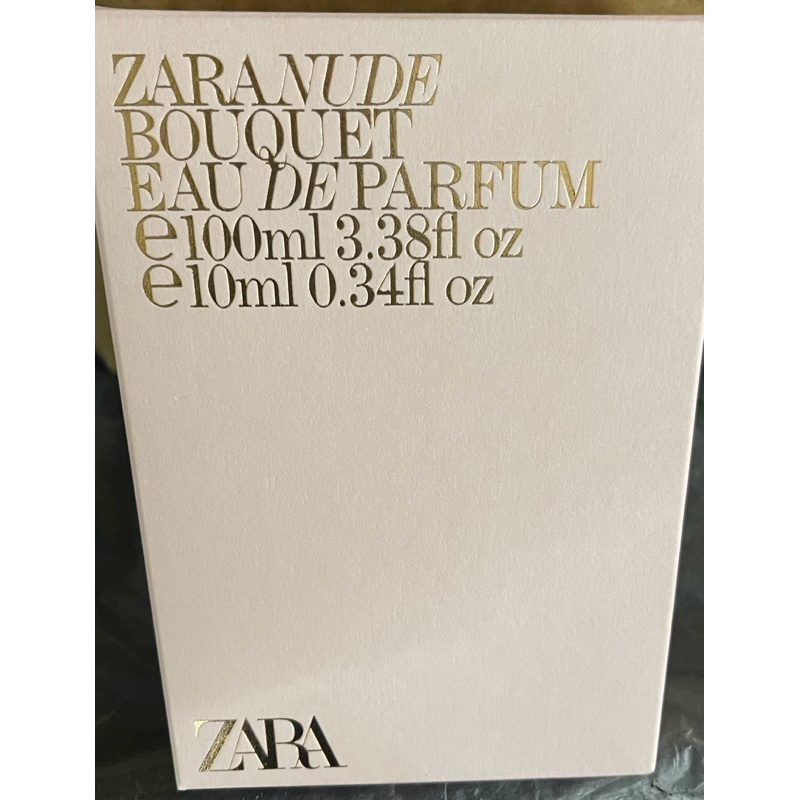 ZARA NUDE
BOUQUET
EAU DE PARFUM
℮100ml 3.38fl oz
℮10ml 0.34fl oz
ZARA